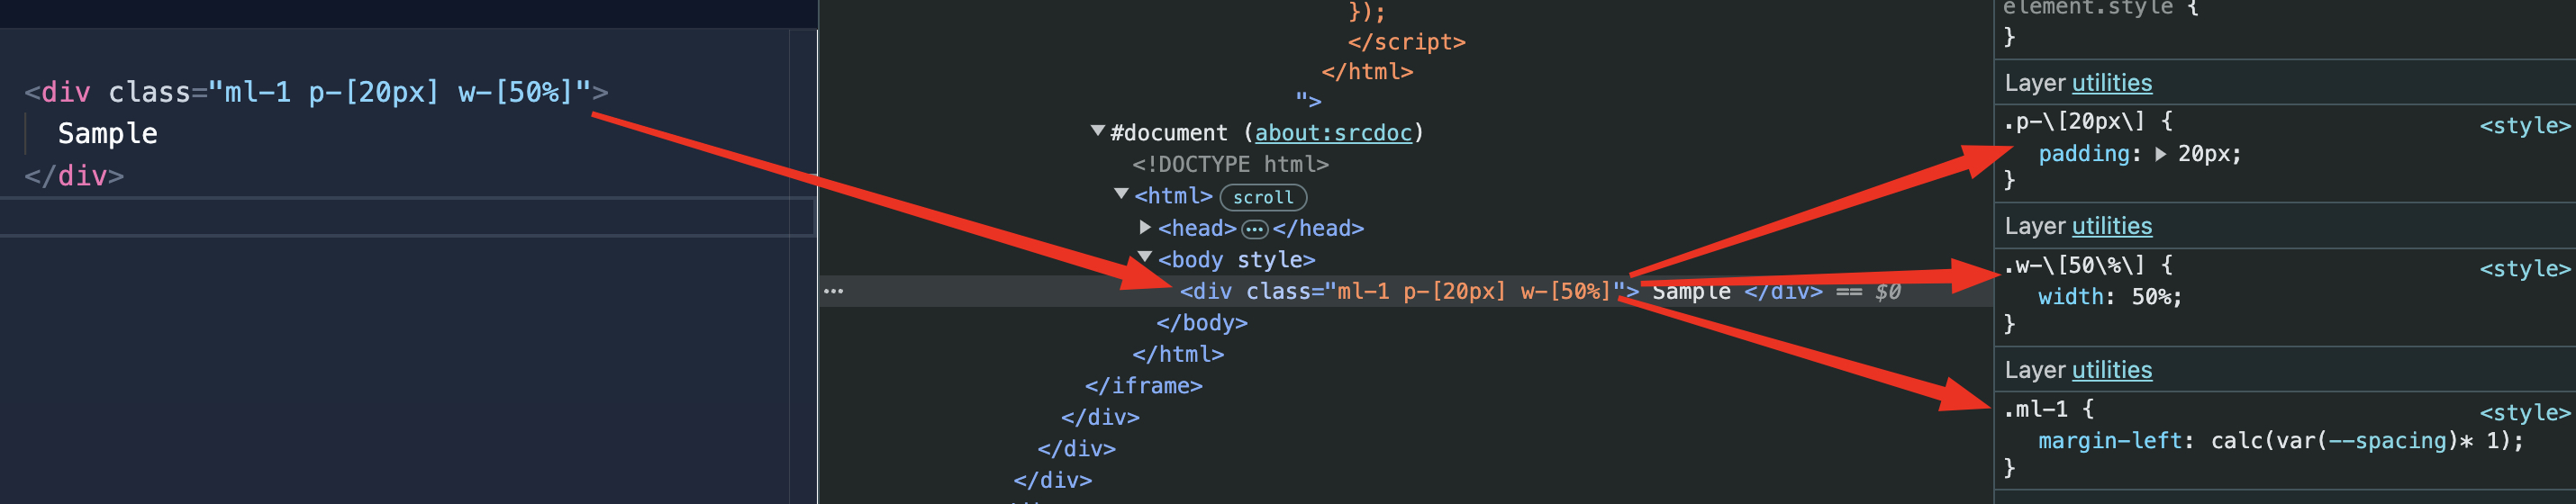 <div class="ml-1 p-[20px] w-[50%]">
Sample
</div>
});
</script>
</html>
">
▼#document (about:srcdoc)
<!DOCTYPE html>
▼<html> scroll
▶<head>…</head>
▼<body style>
… <div class="ml-1 p-[20px] w-[50%]"> Sample </div> == $0
</body>
</html>
</iframe>
</div>
</div>
</div>
element.style {
}
Layer utilities
.p-\[20px\] { <style>
padding: ▶ 20px;
}
Layer utilities
.w-\[50\%\] { <style>
width: 50%;
}
Layer utilities
.ml-1 { <style>
margin-left: calc(var(--spacing)* 1);
}